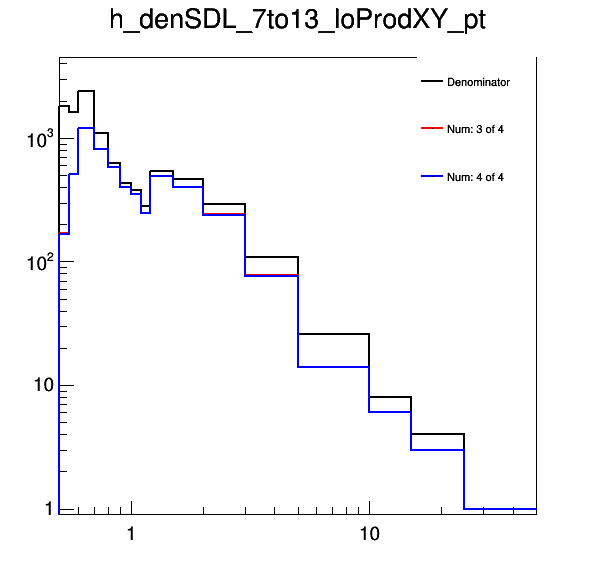 h_denSDL_7to13_loProdXY_pt
Denominator
Num: 3 of 4
Num: 4 of 4
10³
10²
10
1
1 10